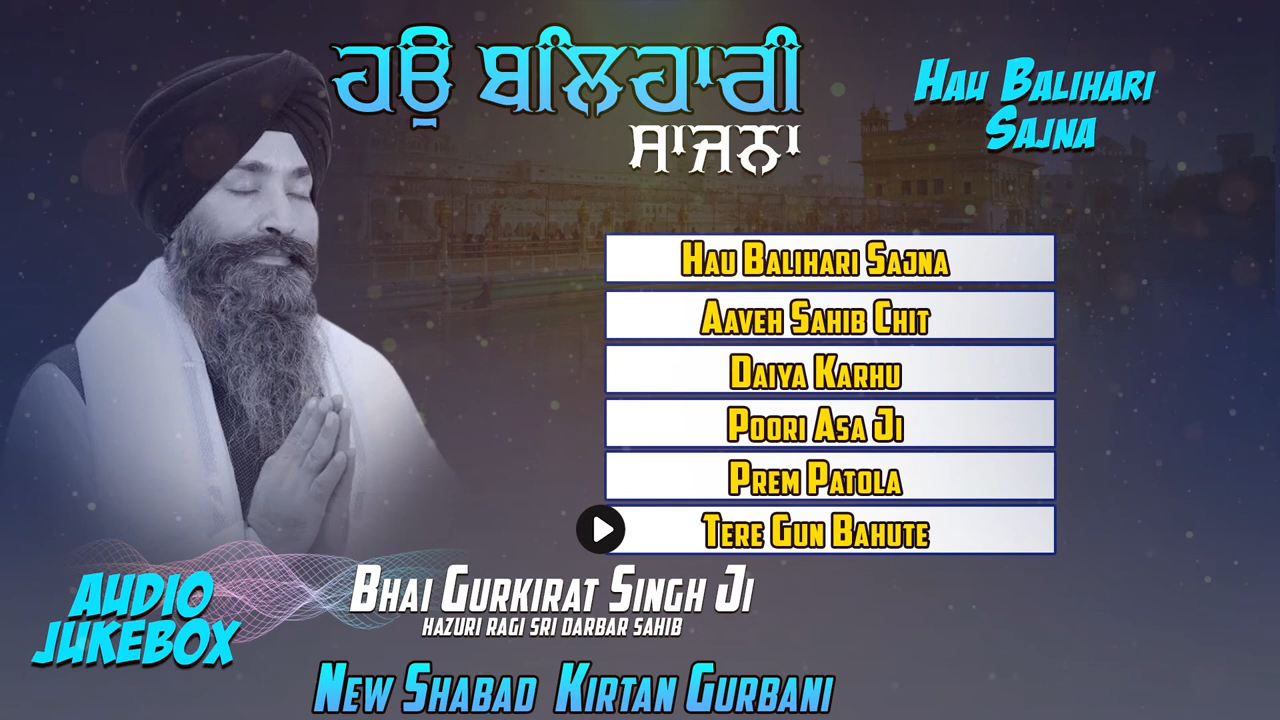 ਹਉ ਬਲਿਹਾਰੀ
ਸਾਜਨਾ
Hau Balihari
Sajna
Hau Balihari Sajna
Aaveh Sahib Chit
Daiya Karhu
Poori Asa Ji
Prem Patola
Tere Gun Bahute
Audio
Jukebox
Bhai Gurkirat Singh Ji
Hazuri Ragi Sri Darbar Sahib
New Shabad Kirtan Gurbani